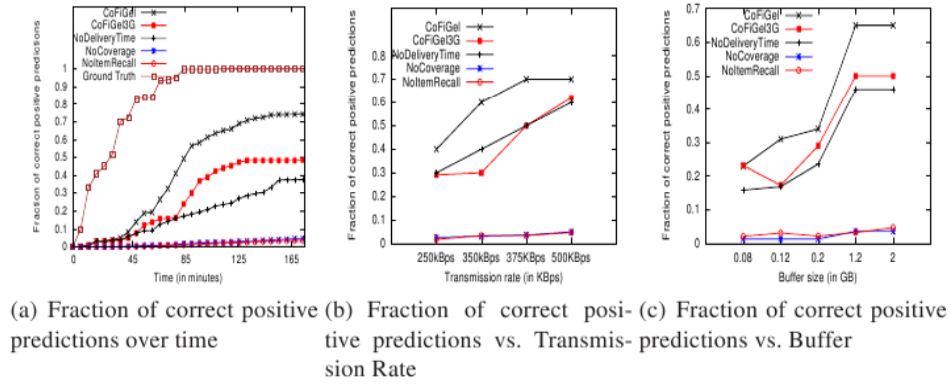 CoFiGel
CoFiGel3G
NoDeliveryTime
NoCoverage
NoItemRecall
Ground Truth
Fraction of correct positive predictions
1
0.9
0.8
0.7
0.6
0.5
0.4
0.3
0.2
0.1
0
0 45 85 125 165
Time (in minutes)
CoFiGel
CoFiGel3G
NoDeliveryTime
NoCoverage
NoItemRecall
Fraction of correct positive predictions
0.8
0.7
0.6
0.5
0.4
0.3
0.2
0.1
0
250kBps 350kBps 375KBps 500KBps
Transmission rate (in KBps)
CoFiGel
CoFiGel3G
NoDeliveryTime
NoCoverage
NoItemRecall
Fraction of correct positive predictions
0.7
0.6
0.5
0.4
0.3
0.2
0.1
0
0.08 0.12 0.2 1.2 2
Buffer size (in GB)
(a) Fraction of correct positive
predictions over time
(b) Fraction of correct posi-
tive predictions vs. Transmis-
sion Rate
(c) Fraction of correct positive
predictions vs. Buffer